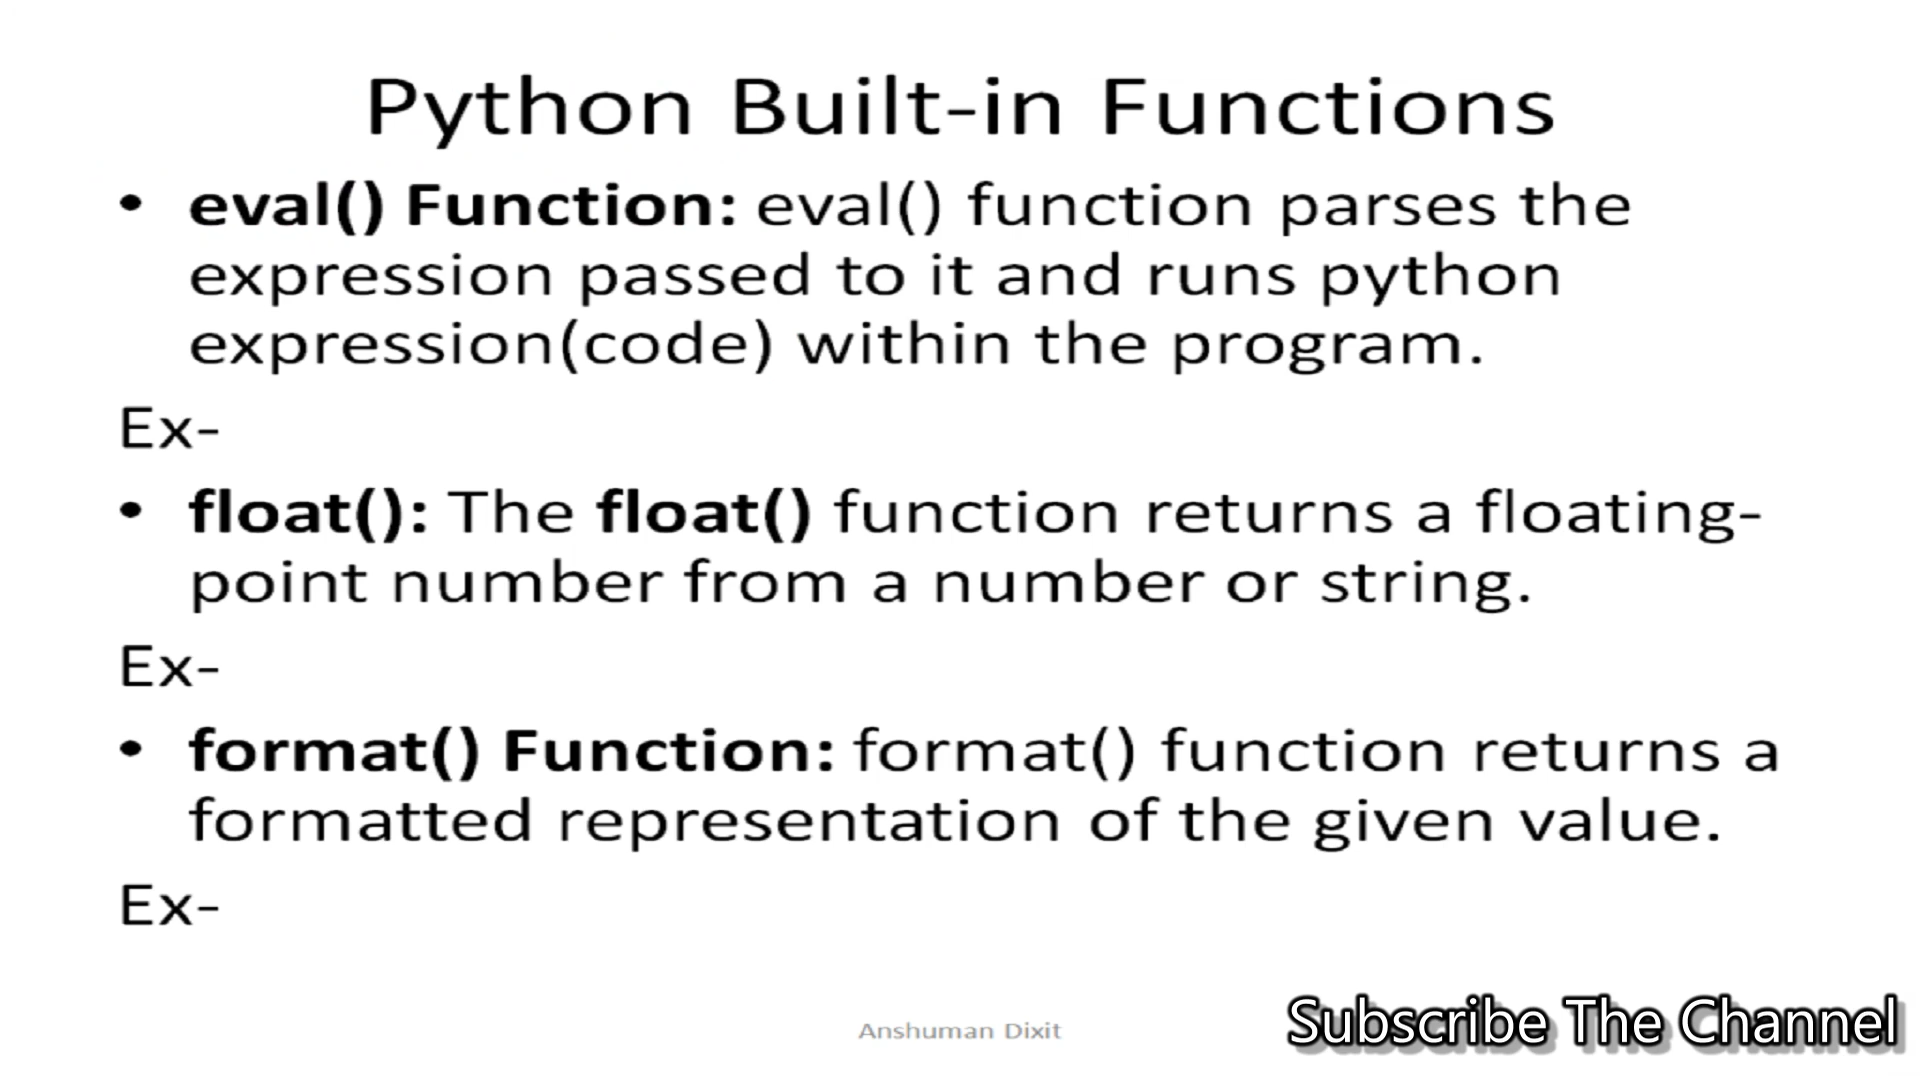 Python Built-in Functions
• eval() Function: eval() function parses the
expression passed to it and runs python
expression(code) within the program.
Ex-
• float(): The float() function returns a floating-
point number from a number or string.
Ex-
• format() Function: format() function returns a
formatted representation of the given value.
Ex-
Anshuman Dixit
Subscribe The Channel